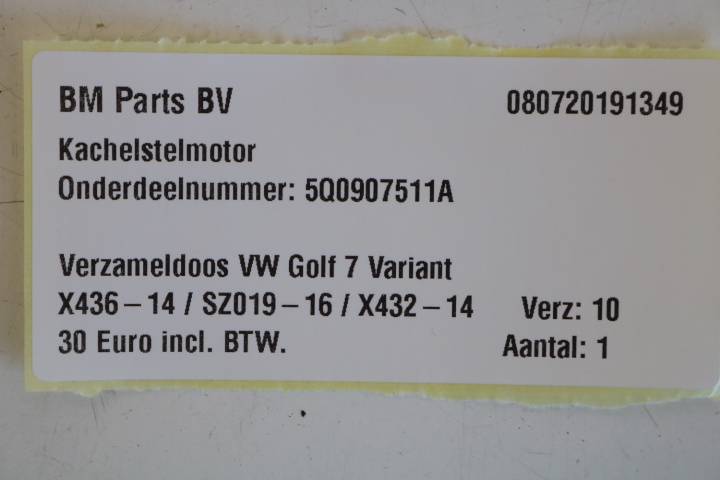 BM Parts BV 080720191349
Kachelstelmotor
Onderdeelnummer: 5Q0907511A
Verzameldoos VW Golf 7 Variant
X436-14 / SZ019-16 / X432-14 Verz: 10
30 Euro incl. BTW. Aantal: 1